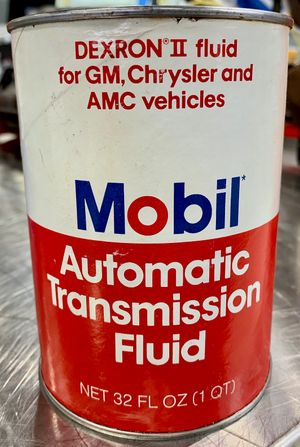 DEXRON® II fluid
for GM, Chrysler and
AMC vehicles
Mobil*
Automatic
Transmission
Fluid
NET 32 FL OZ (1 QT)